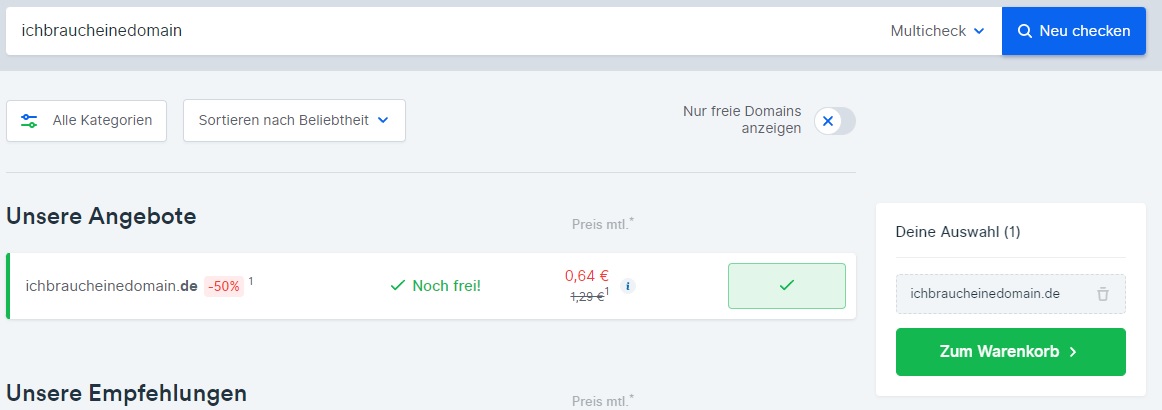 ichbraucheinedomain
Multicheck
Neu checken
Alle Kategorien
Sortieren nach Beliebtheit
Nur freie Domains
anzeigen
Unsere Angebote
Preis mtl.*
Deine Auswahl (1)
ichbraucheinedomain.de -50% 1
Noch frei!
0,64 €
1,29 €1
i
ichbraucheinedomain.de
Zum Warenkorb
Unsere Empfehlungen
Preis mtl.*